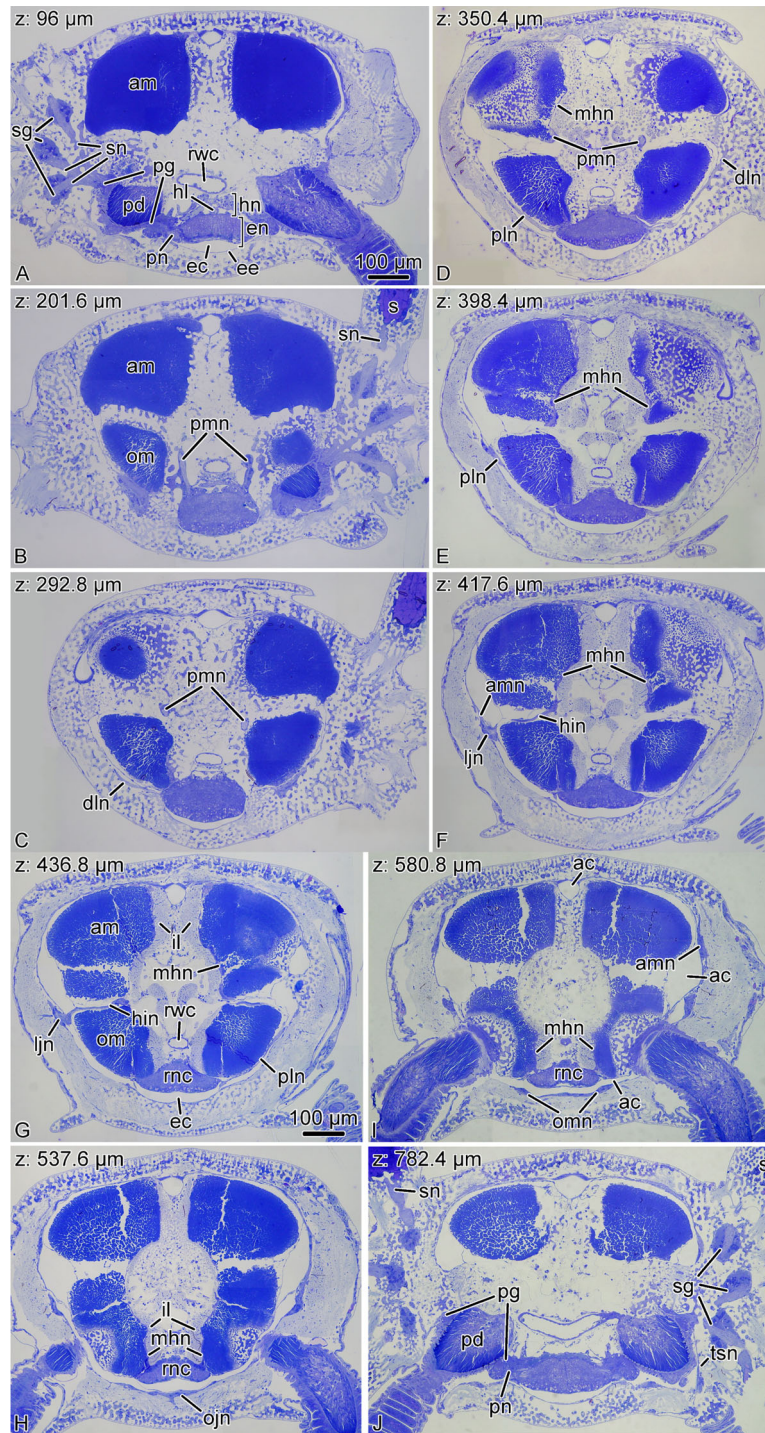 z: 96 µm
am
sg
sn
pg
rwc
hl
hn
pd
en
pn
ec
ee
A
100 µm
z: 350.4 µm
mhn
pmn
dln
pln
D
z: 201.6 µm
s
sn
am
pmn
om
B
z: 398.4 µm
mhn
pln
E
z: 292.8 µm
pmn
dln
C
z: 417.6 µm
mhn
amn
hin
ljn
F
z: 436.8 µm
am
il
mhn
hin
rwc
ljn
om
pln
rnc
ec
G
100 µm
z: 580.8 µm
ac
amn
ac
mhn
rnc
ac
omn
I
z: 537.6 µm
il
mhn
rnc
ojn
H
z: 782.4 µm
s
sn
pg
sg
pd
tsn
pn
J